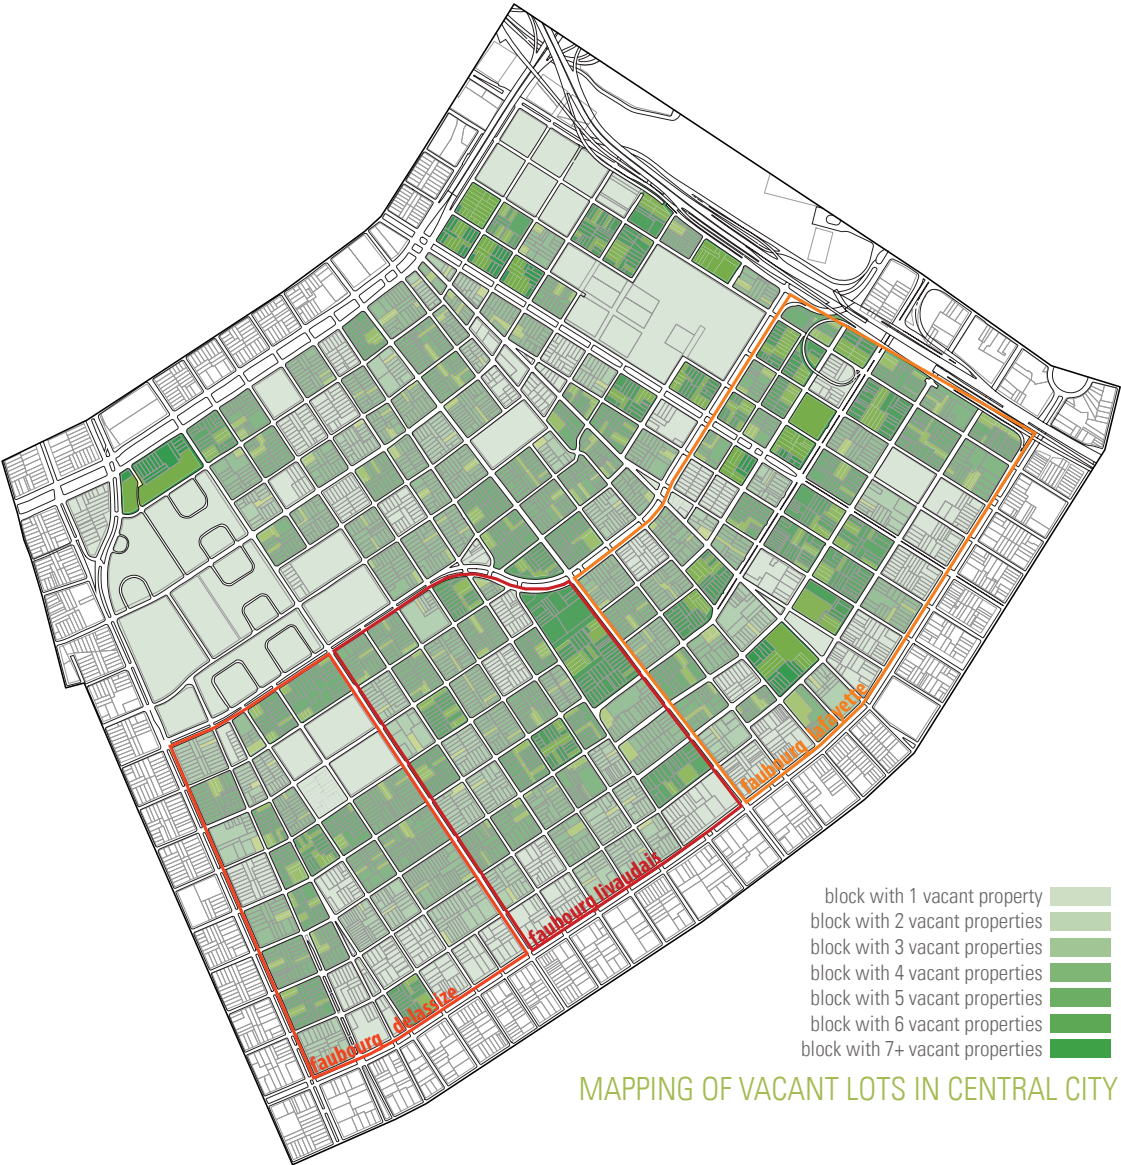 faubourg lafayette
faubourg livaudais
faubourg delassize
block with 1 vacant property
block with 2 vacant properties
block with 3 vacant properties
block with 4 vacant properties
block with 5 vacant properties
block with 6 vacant properties
block with 7+ vacant properties
MAPPING OF VACANT LOTS IN CENTRAL CITY